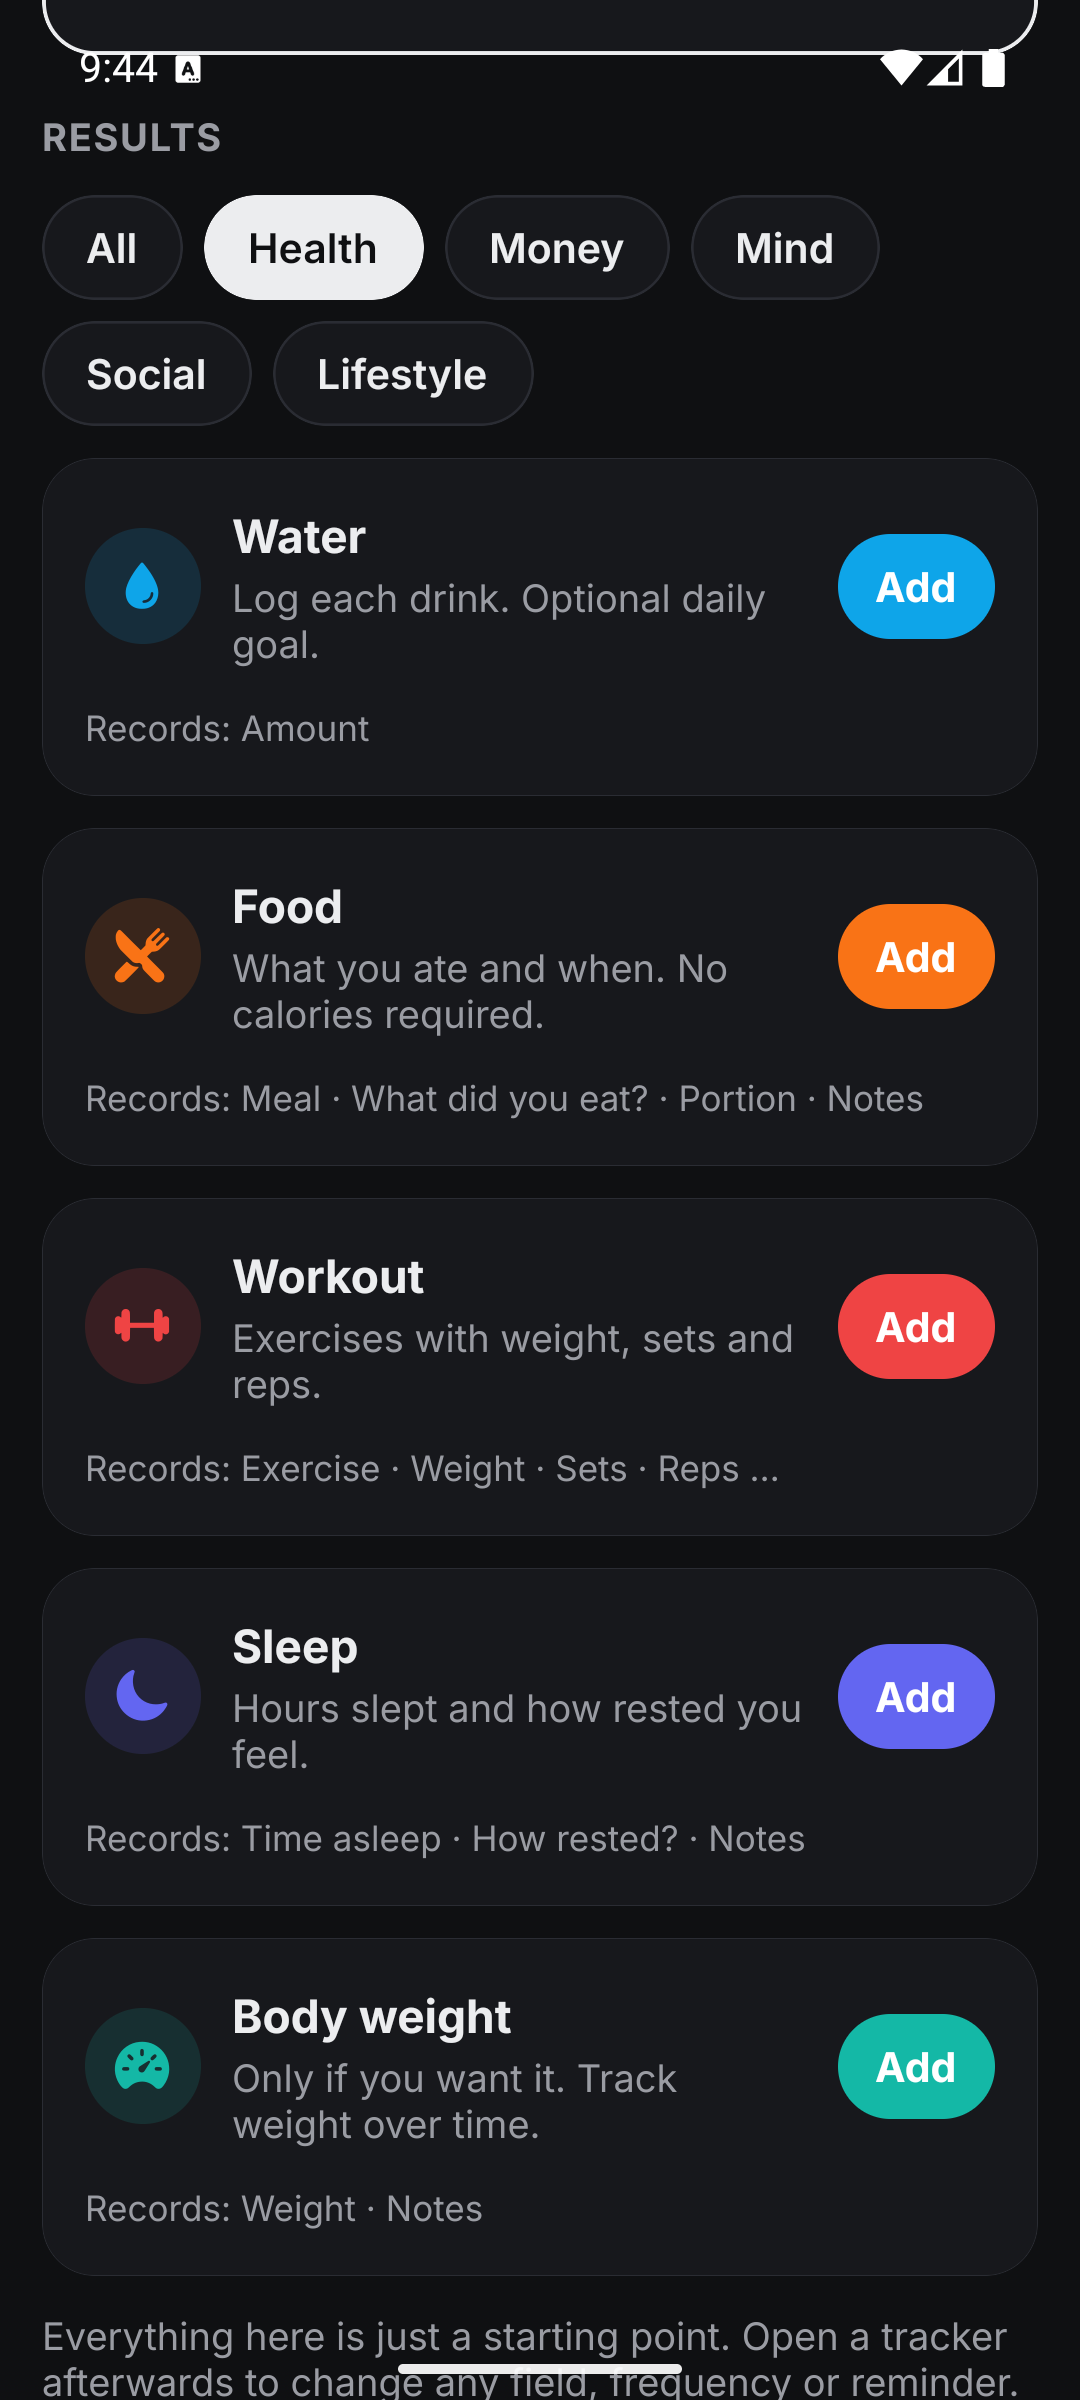 9:44
RESULTS
All Health Money Mind
Social Lifestyle
Water
Log each drink. Optional daily
goal.
Add
Records: Amount
Food
What you ate and when. No
calories required.
Add
Records: Meal · What did you eat? · Portion · Notes
Workout
Exercises with weight, sets and
reps.
Add
Records: Exercise · Weight · Sets · Reps ...
Sleep
Hours slept and how rested you
feel.
Add
Records: Time asleep · How rested? · Notes
Body weight
Only if you want it. Track
weight over time.
Add
Records: Weight · Notes
Everything here is just a starting point. Open a tracker
afterwards to change any field, frequency or reminder.